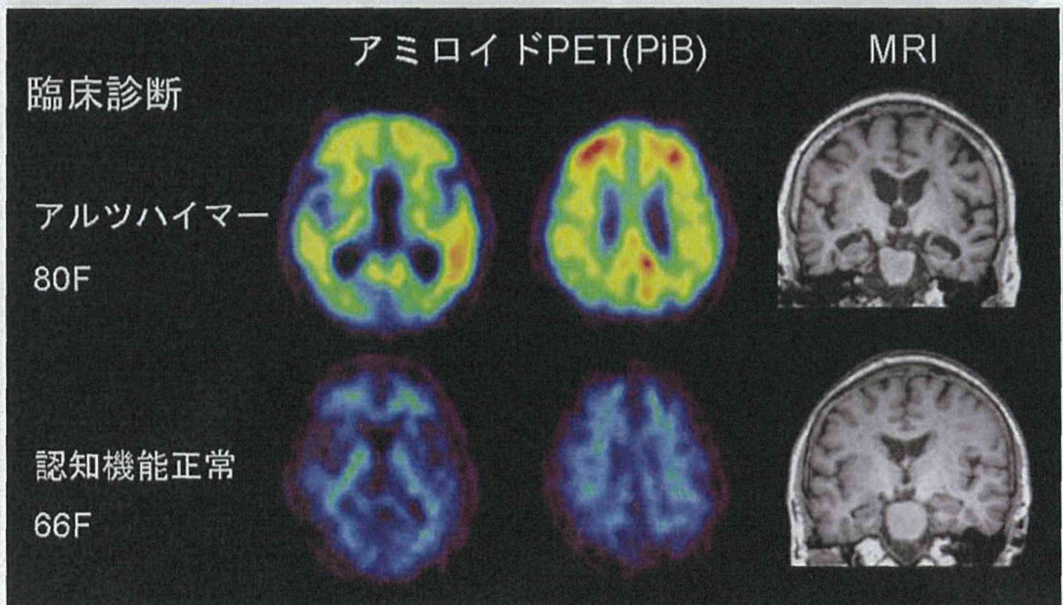 アミロイドPET(PiB)
MRI
臨床診断
アルツハイマー
80F
認知機能正常
66F